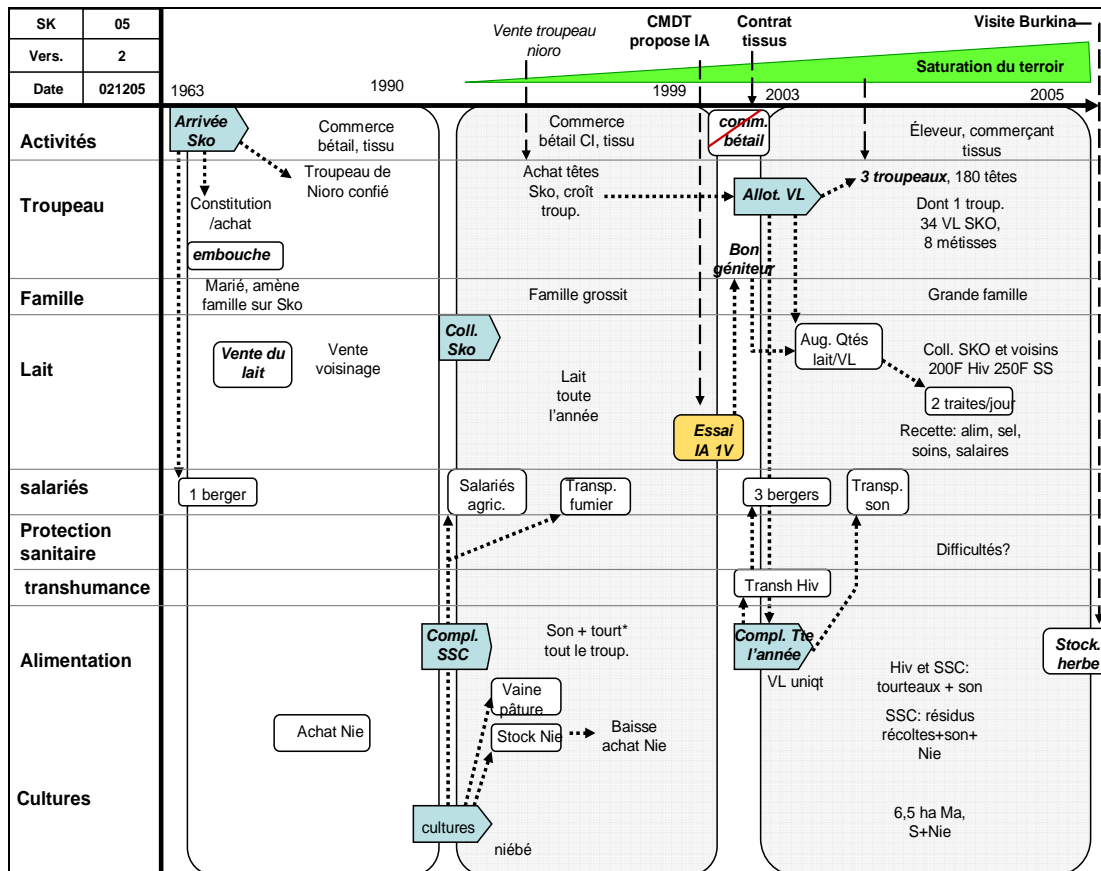 SK 05
Vers. 2
Date 021205
Vente troupeau
nioro
CMDT
propose IA
Contrat
tissus
Visite Burkina
Saturation du terroir
1963
1990
1999
2003
2005
Activités
Arrivée
Sko
Commerce
bétail, tissu
Commerce
bétail CI, tissu
comm.
bétail
Éleveur, commerçant
tissus
Troupeau
Troupeau de
Nioro confié
Constitution
/achat
embouche
Achat têtes
Sko, croît
troup.
Allot. VL
3 troupeaux, 180 têtes
Dont 1 troup.
34 VL SKO,
8 métisses
Bon
géniteur
Famille
Marié, amène
famille sur Sko
Famille grossit
Grande famille
Lait
Vente du
lait
Vente
voisinage
Coll.
Sko
Lait
toute
l'année
Essai
IA 1V
Aug. Qtés
lait/VL
Coll. SKO et voisins
200F Hiv 250F SS
2 traites/jour
Recette: alim, sel,
soins, salaires
salariés
1 berger
Salariés
agric.
Transp.
fumier
3 bergers
Transp.
son
Protection
sanitaire
Difficultés?
transhumance
Transh Hiv
Alimentation
Compl.
SSC
Son + tourt*
tout le troup.
Compl. Tte
l'année
VL uniqt
Stock.
herbe
Hiv et SSC:
tourteaux + son
Vaine
pâture
Achat Nie
Stock Nie
Baisse
achat Nie
SSC: résidus
récoltes+son+
Nie
Cultures
cultures
niébé
6,5 ha Ma,
S+Nie